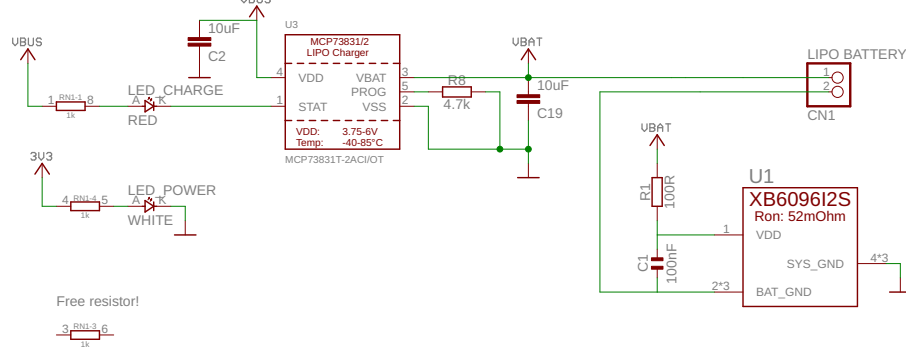 VBUS
10uF
C2
U3
MCP73831/2
LIPO Charger
4 VDD VBAT 3
PROG 5
1 STAT VSS 2
VDD: 3.75-6V
Temp: -40-85°C
MCP73831T-2ACI/OT
VBUS
1 RN1-1 8
1k
LED_CHARGE
A K
RED
R8
4.7k
VBAT
10uF
C19
LIPO BATTERY
1
2
CN1
3V3
4 RN1-4 5
1k
LED_POWER
A K
WHITE
VBAT
R1
100R
C1
100nF
U1
XB6096I2S
Ron: 52mOhm
1 VDD
SYS_GND 4*3
2*3 BAT_GND
Free resistor!
3 RN1-3 6
1k